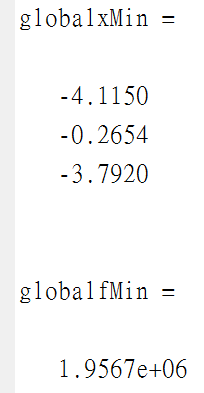 globalxMin =
-4.1150
-0.2654
-3.7920
globalfMin =
1.9567e+06